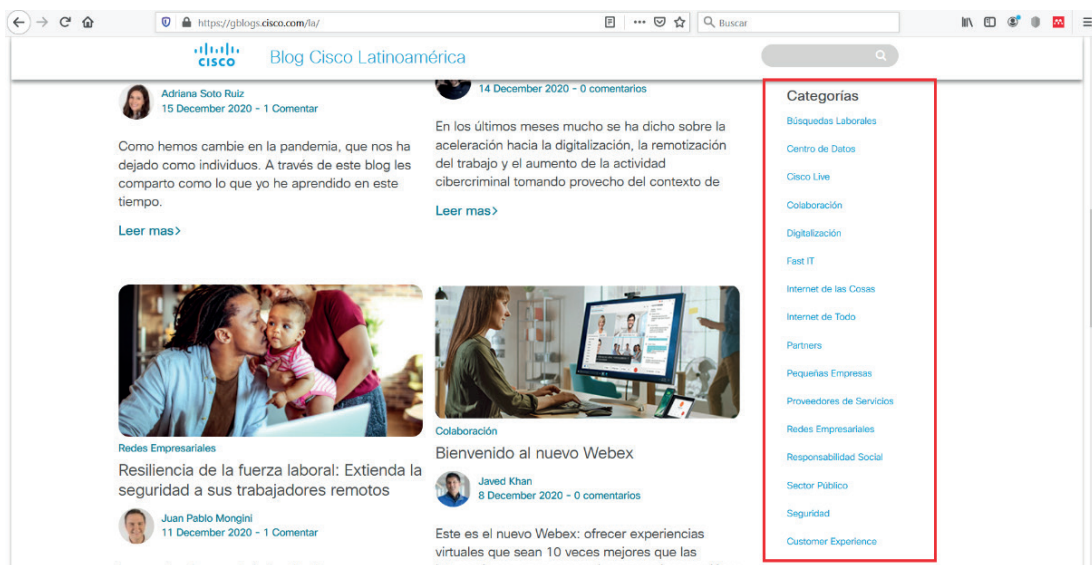 https://gblogs.cisco.com/la/
Buscar
cisco
Blog Cisco Latinoamérica
Adriana Soto Ruiz
15 December 2020 - 1 Comentar
Como hemos cambie en la pandemia, que nos ha
dejado como individuos. A través de este blog les
comparto como lo que yo he aprendido en este
tiempo.
Leer mas>
14 December 2020 - 0 comentarios
En los últimos meses mucho se ha dicho sobre la
aceleración hacia la digitalización, la remotización
del trabajo y el aumento de la actividad
cibercriminal tomando provecho del contexto de
Leer mas>
Redes Empresariales
Resiliencia de la fuerza laboral: Extienda la
seguridad a sus trabajadores remotos
Juan Pablo Mongini
11 December 2020 - 1 Comentar
Colaboración
Bienvenido al nuevo Webex
Javed Khan
8 December 2020 - 0 comentarios
Este es el nuevo Webex: ofrecer experiencias
virtuales que sean 10 veces mejores que las
Categorías
Búsquedas Laborales
Centro de Datos
Cisco Live
Colaboración
Digitalización
Fast IT
Internet de las Cosas
Internet de Todo
Partners
Pequeñas Empresas
Proveedores de Servicios
Redes Empresariales
Responsabilidad Social
Sector Público
Seguridad
Customer Experience